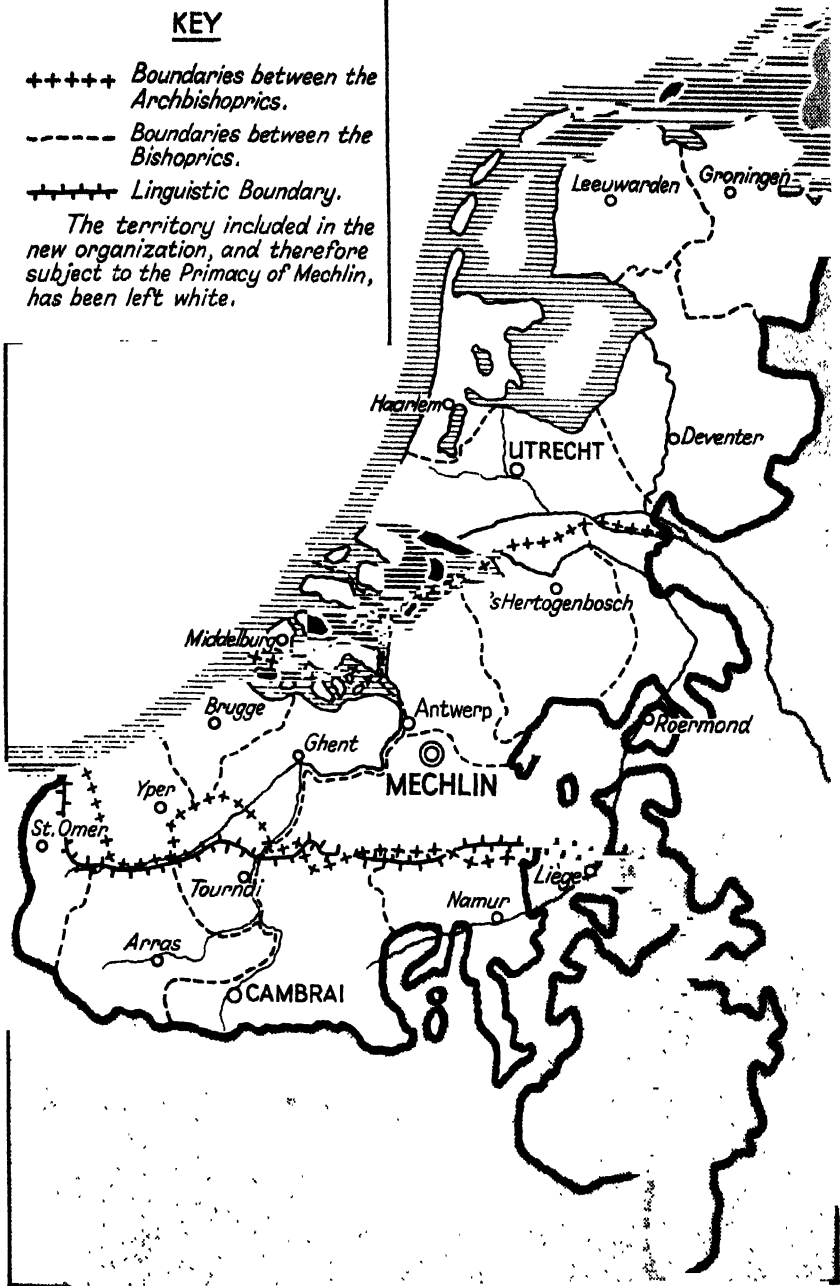 KEY
Boundaries between the
Archbishoprics.
Boundaries between the
Bishoprics.
Linguistic Boundary.
The territory included in the
new organization, and therefore
subject to the Primacy of Mechlin,
has been left white.
Leeuwarden
Groningen
Haarlem
UTRECHT
Deventer
'sHertogenbosch
Middelburg
Brugge
Antwerp
Roermond
Ghent
MECHLIN
Yper
St. Omer
Liège
Tournai
Namur
Arras
CAMBRAI